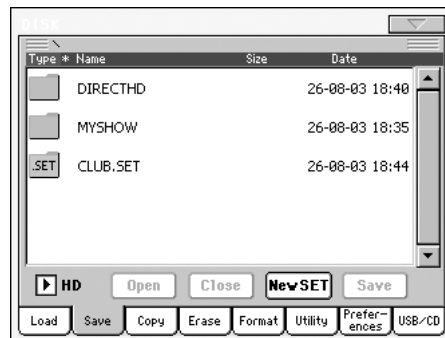 DISK
Type * Name Size Date
DIRECTHD 26-08-03 18:40
MYSHOW 26-08-03 18:35
.SET CLUB.SET 26-08-03 18:44
HD Open Close New SET Save
Load Save Copy Erase Format Utility Prefer-
ences USB/CD